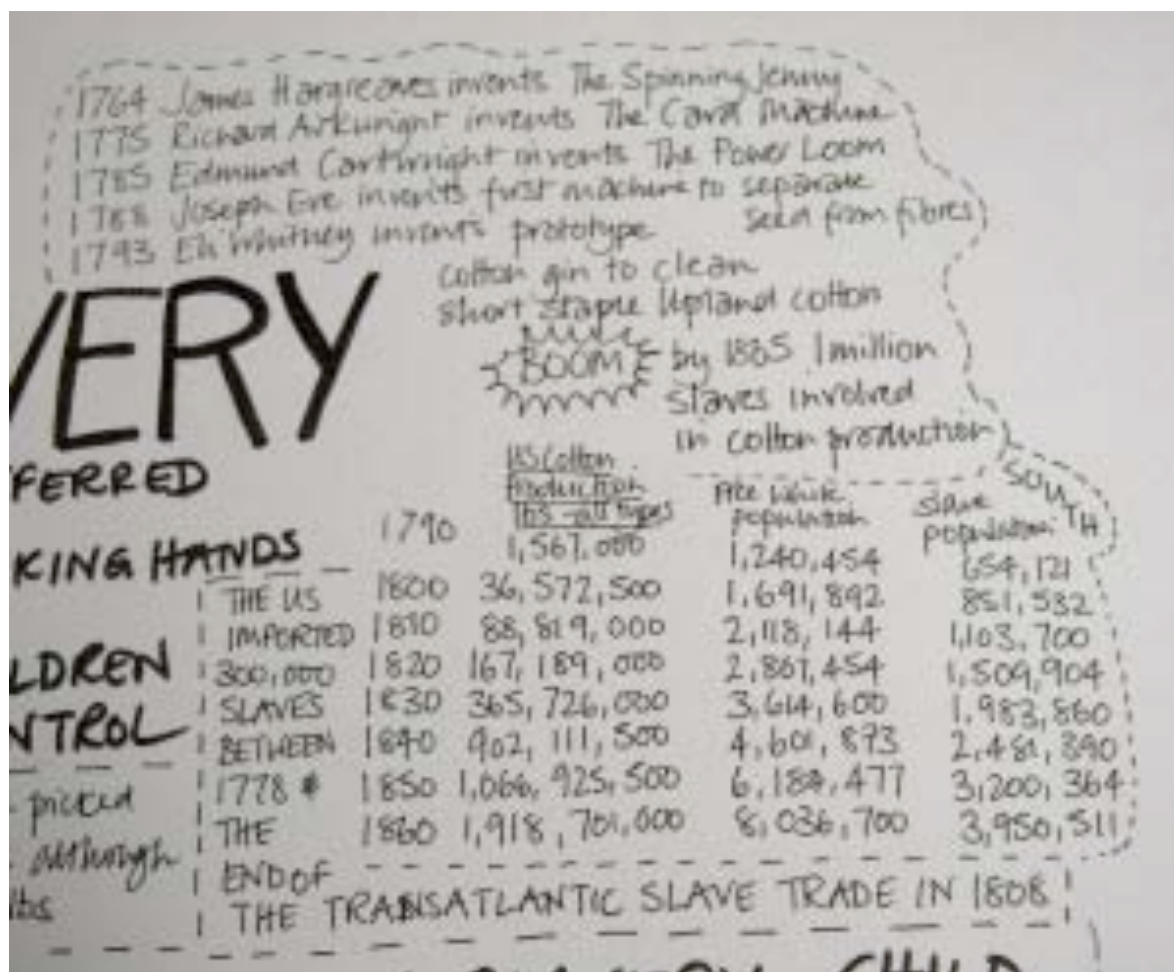 1764 James Hargreaves invents The Spinning Jenny
1775 Richard Arkwright invents The Card Machine
1785 Edmund Cartwright invents The Power Loom
1788 Joseph Eve invents first machine to separate
seed from fibres)
1793 Eli Whitney invents prototype
cotton gin to clean
short staple Upland cotton
VERY
BOOM
by 1835 1 million
slaves involved
in cotton production)
FERRED
SOUTH
US Cotton
Production
lbs - all types
Free White
population
slave
population
KING HANDS
1790 1,567,000 1,240,454 654,121
THE US 1800 36,572,500 1,691,892 851,532
IMPORTED 1810 88,819,000 2,118,144 1,103,700
LDREN
300,000 1820 167,189,000 2,867,454 1,509,904
NTROL
SLAVES 1830 365,726,000 3,614,600 1,983,860
BETWEEN 1840 902,111,500 4,601,873 2,481,390
picked
1778 & 1850 1,066,925,500 6,184,477 3,200,364
although
THE 1860 1,918,701,000 8,036,700 3,950,511
lbs
END OF
THE TRANSATLANTIC SLAVE TRADE IN 1808
CHILD